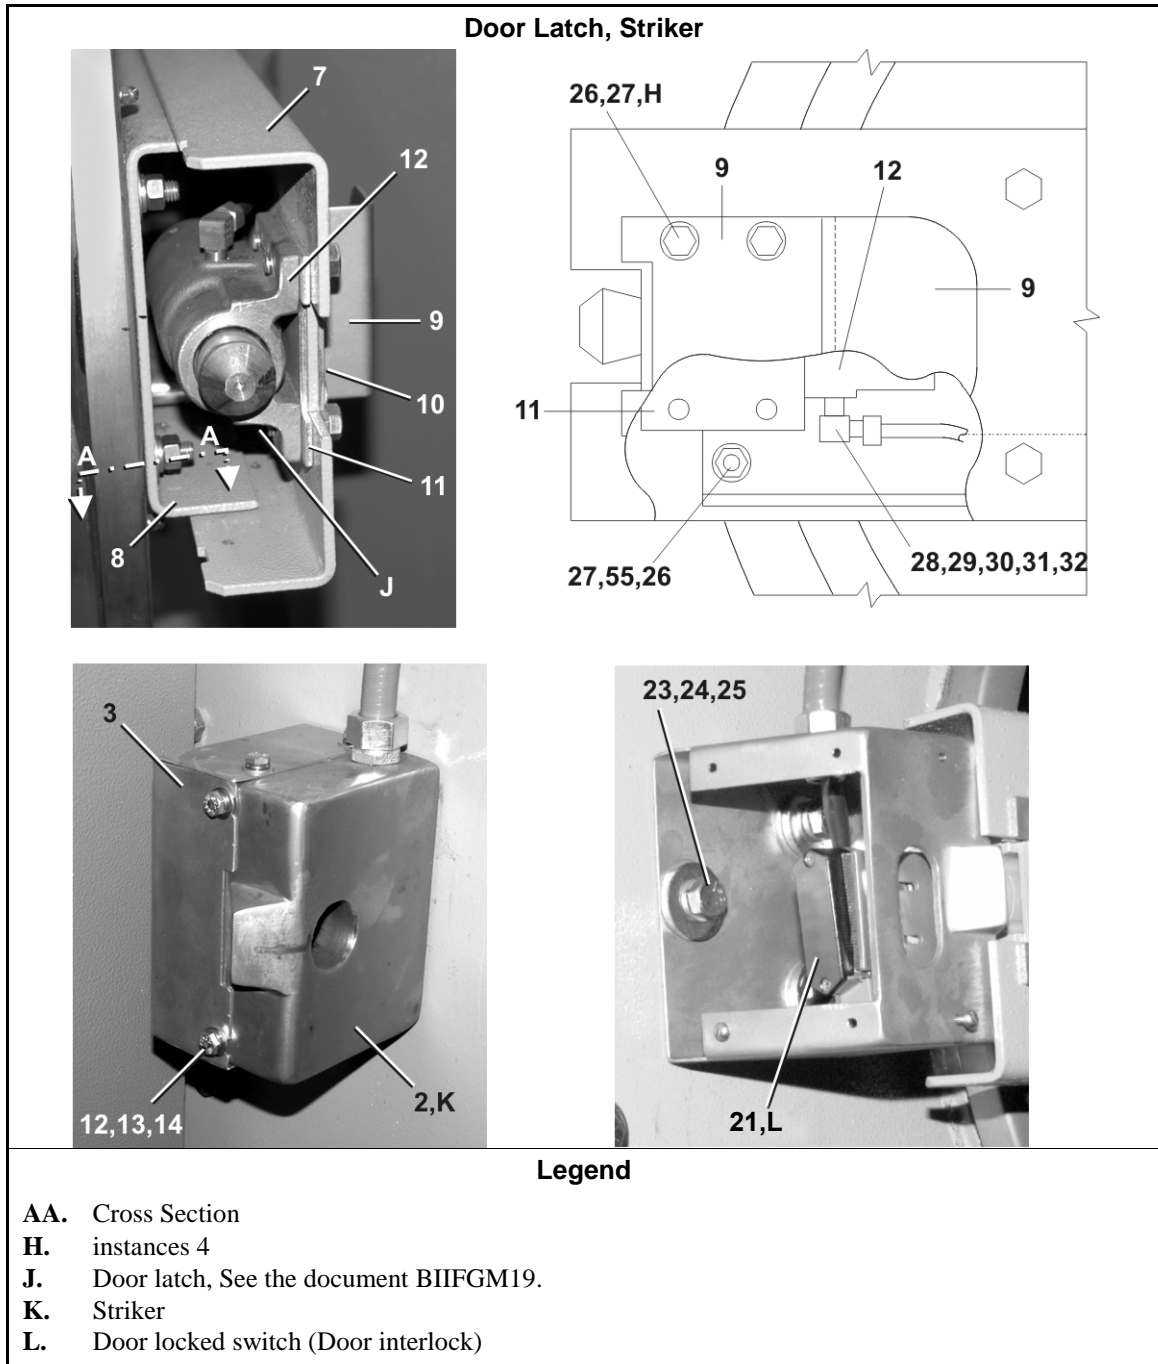 Door Latch, Striker
7
12
9
10
11
A
A
8
J
26,27,H
9
12
9
11
27,55,26
28,29,30,31,32
3
2,K
12,13,14
23,24,25
21,L
Legend
AA. Cross Section
H. instances 4
J. Door latch, See the document BIIFGM19.
K. Striker
L. Door locked switch (Door interlock)